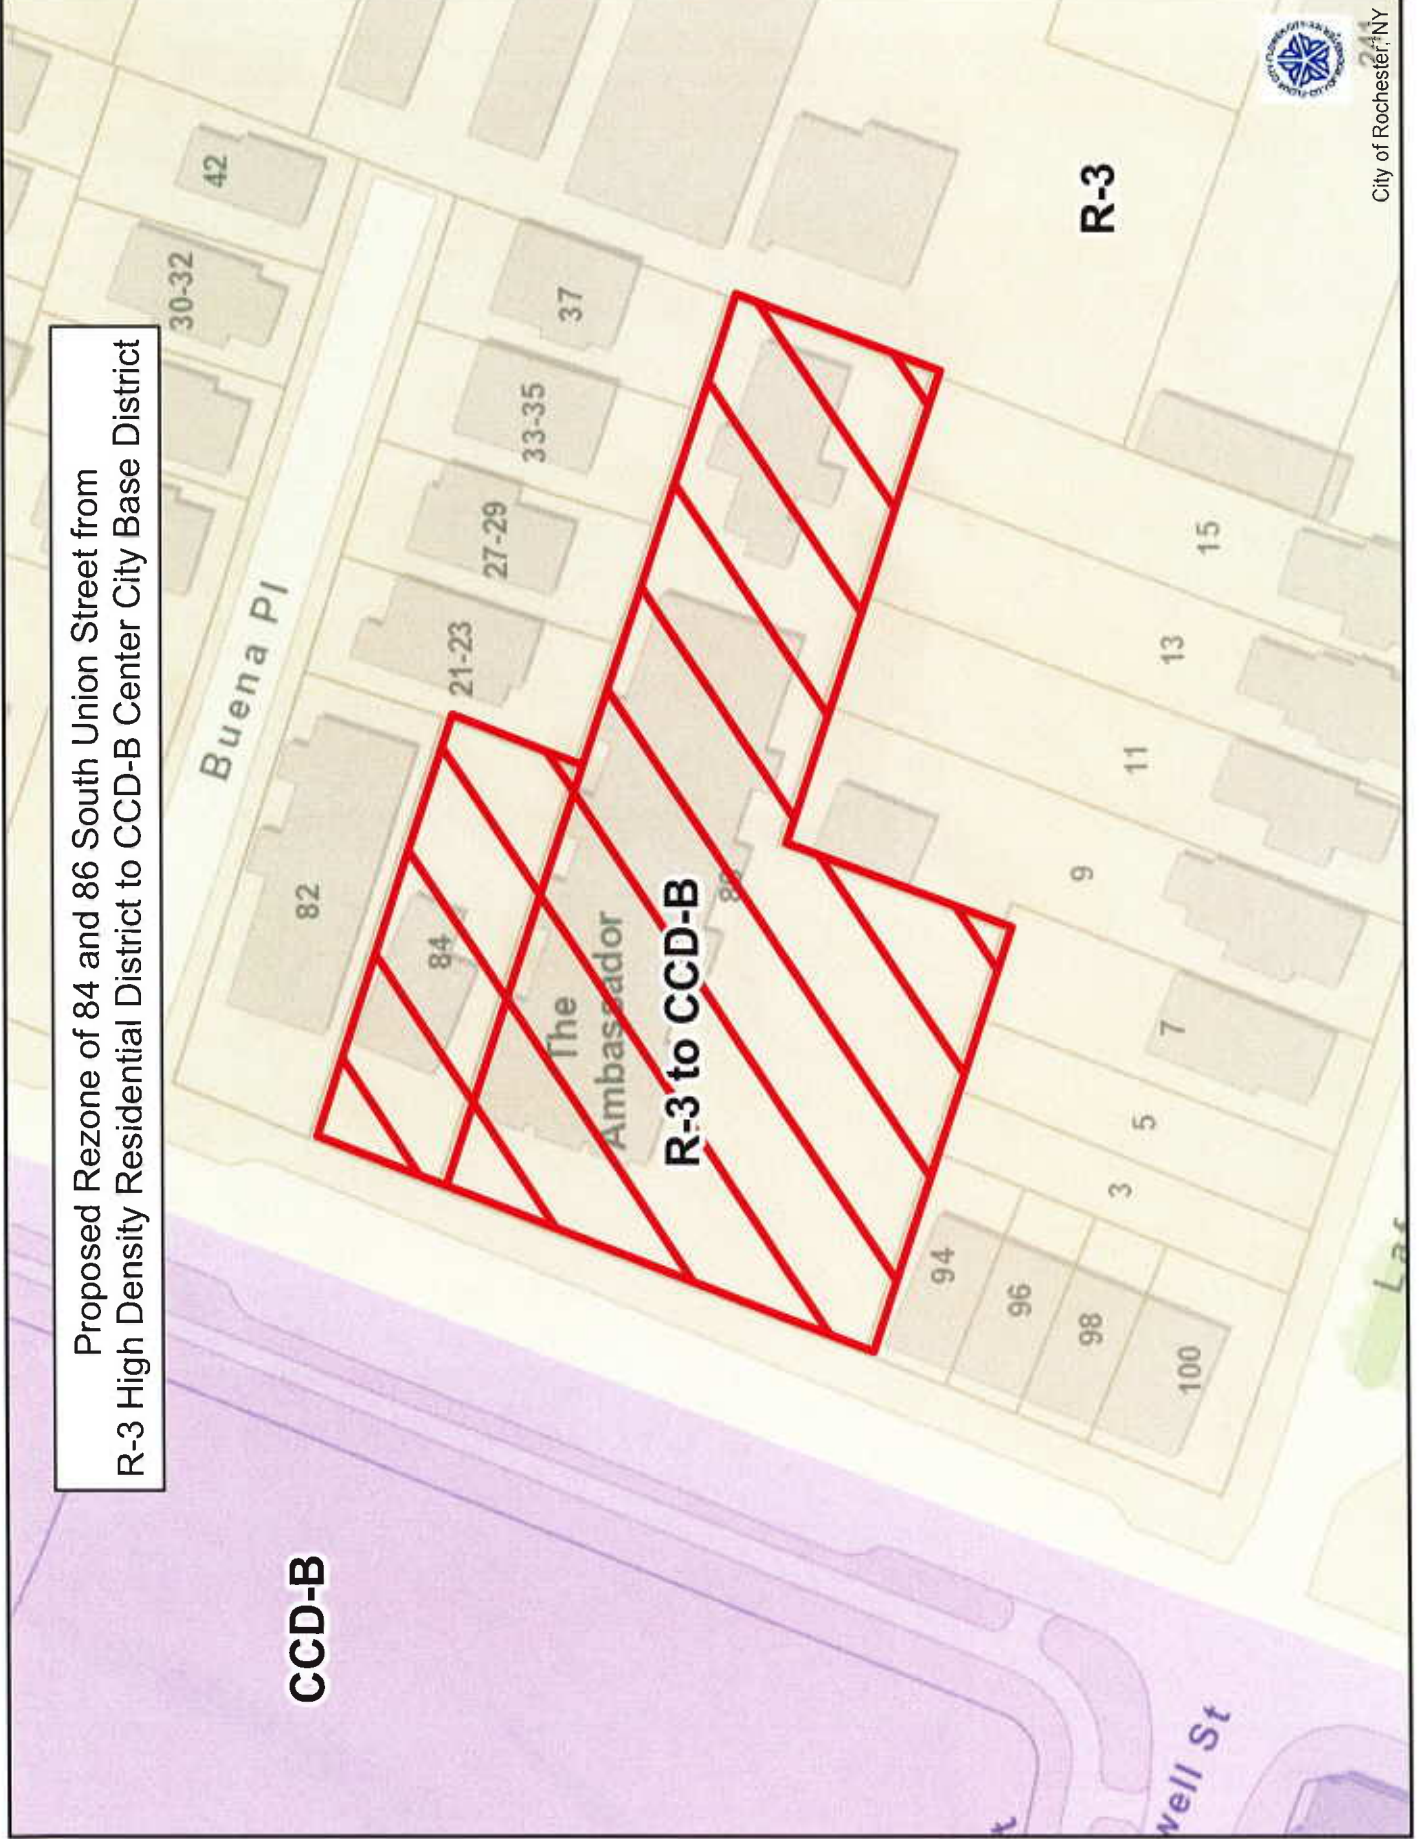 Proposed Rezone of 84 and 86 South Union Street from
R-3 High Density Residential District to CCD-B Center City Base District
42
30-32
Buena Pl
37
33-35
27-29
21-23
82
84
The
Ambassador
R-3 to CCD-B
CCD-B
R-3
15
13
11
9
7
5
3
94
96
98
100
City of Rochester, NY